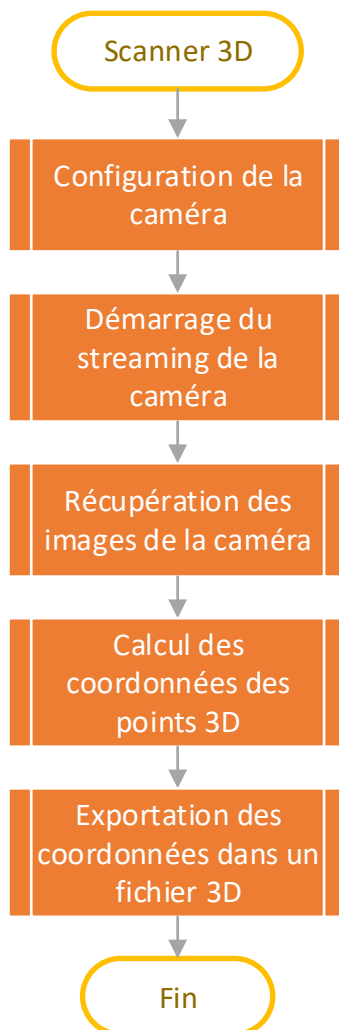 Scanner 3D
Configuration de la
caméra
Démarrage du
streaming de la
caméra
Récupération des
images de la caméra
Calcul des
coordonnées des
points 3D
Exportation des
coordonnées dans un
fichier 3D
Fin